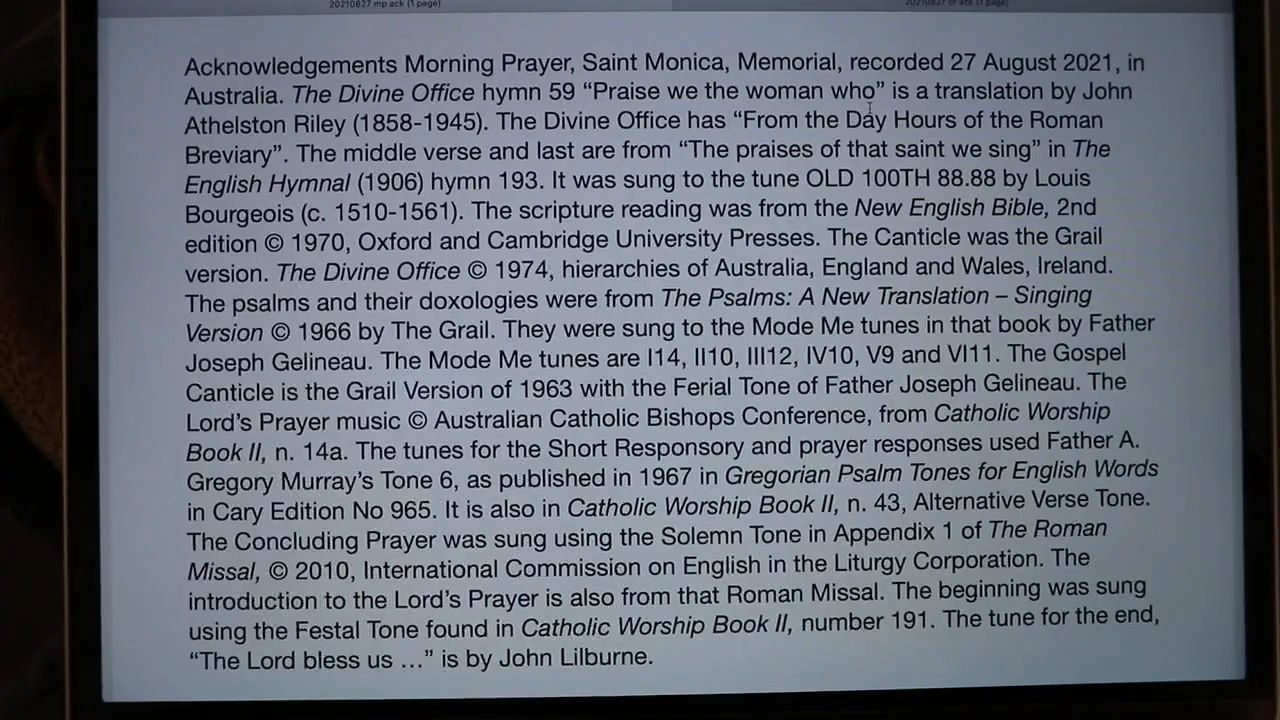 20210827 mp ack (1 page)
20210827 of ack (1 page)
Acknowledgements Morning Prayer, Saint Monica, Memorial, recorded 27 August 2021, in
Australia. The Divine Office hymn 59 “Praise we the woman who” is a translation by John
Athelston Riley (1858-1945). The Divine Office has “From the Day Hours of the Roman
Breviary”. The middle verse and last are from “The praises of that saint we sing” in The
English Hymnal (1906) hymn 193. It was sung to the tune OLD 100TH 88.88 by Louis
Bourgeois (c. 1510-1561). The scripture reading was from the New English Bible, 2nd
edition © 1970, Oxford and Cambridge University Presses. The Canticle was the Grail
version. The Divine Office © 1974, hierarchies of Australia, England and Wales, Ireland.
The psalms and their doxologies were from The Psalms: A New Translation – Singing
Version © 1966 by The Grail. They were sung to the Mode Me tunes in that book by Father
Joseph Gelineau. The Mode Me tunes are I14, II10, III12, IV10, V9 and VI11. The Gospel
Canticle is the Grail Version of 1963 with the Ferial Tone of Father Joseph Gelineau. The
Lord’s Prayer music © Australian Catholic Bishops Conference, from Catholic Worship
Book II, n. 14a. The tunes for the Short Responsory and prayer responses used Father A.
Gregory Murray’s Tone 6, as published in 1967 in Gregorian Psalm Tones for English Words
in Cary Edition No 965. It is also in Catholic Worship Book II, n. 43, Alternative Verse Tone.
The Concluding Prayer was sung using the Solemn Tone in Appendix 1 of The Roman
Missal, © 2010, International Commission on English in the Liturgy Corporation. The
introduction to the Lord’s Prayer is also from that Roman Missal. The beginning was sung
using the Festal Tone found in Catholic Worship Book II, number 191. The tune for the end,
“The Lord bless us …” is by John Lilburne.